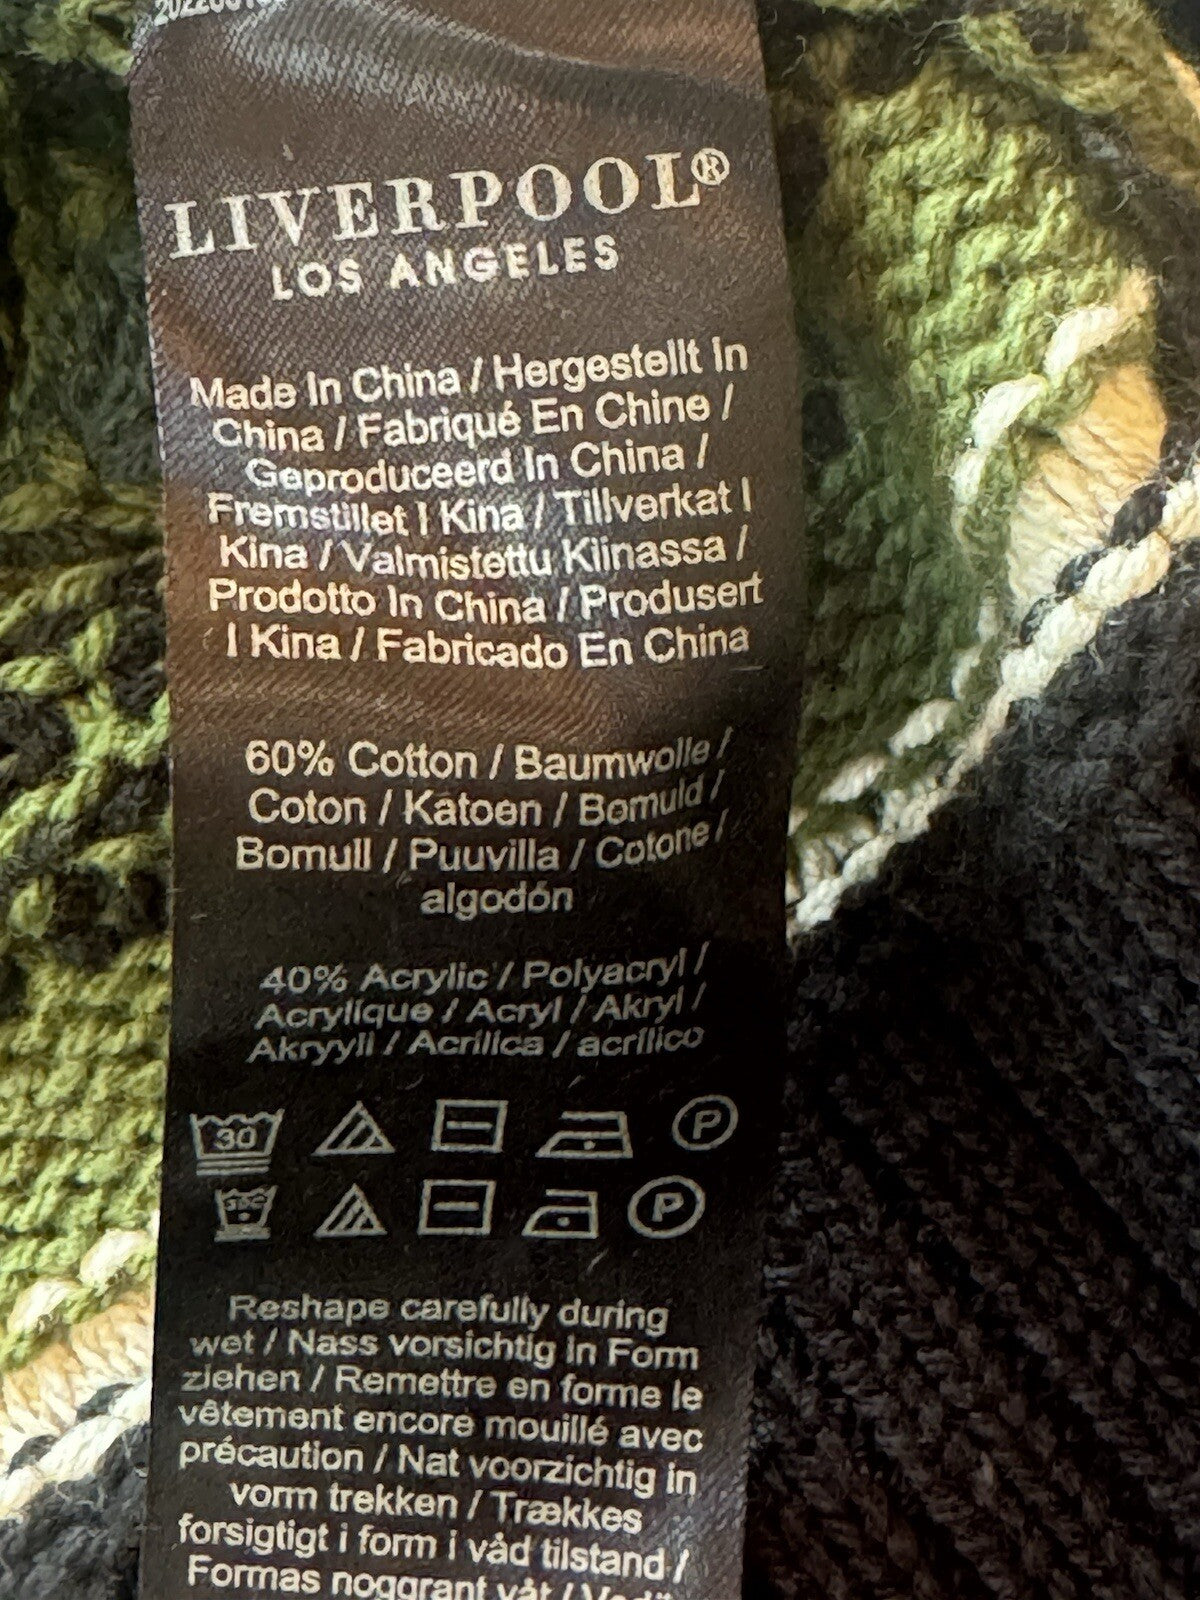 LIVERPOOL®
LOS ANGELES
Made In China / Hergestellt In
China / Fabriqué En Chine /
Geproduceerd In China /
Fremstillet I Kina / Tillverkat I
Kina / Valmistettu Kiinassa /
Prodotto In China / Produsert
I Kina / Fabricado En China
60% Cotton / Baumwolle /
Coton / Katoen / Bomuld /
Bomull / Puuvilla / Cotone /
algodón
40% Acrylic / Polyacryl /
Acrylique / Acryl / Akryl /
Akryyli / Acrilica / acrílico
30 P
P
Reshape carefully during
wet / Nass vorsichtig in Form
ziehen / Remettre en forme le
vêtement encore mouillé avec
précaution / Nat voorzichtig in
vorm trekken / Trækkes
forsigtigt i form i våd tilstand /
Formas noggrant våt /